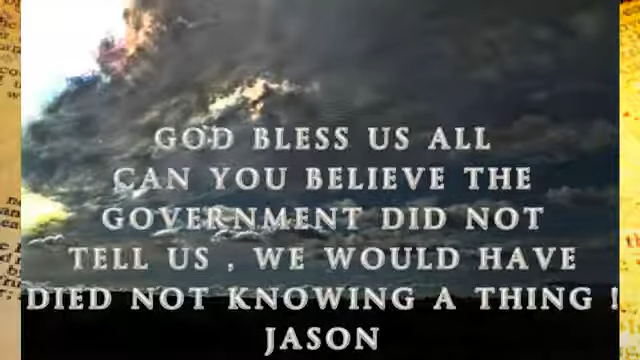 GOD BLESS US ALL
CAN YOU BELIEVE THE
GOVERNMENT DID NOT
TELL US , WE WOULD HAVE
DIED NOT KNOWING A THING !
JASON